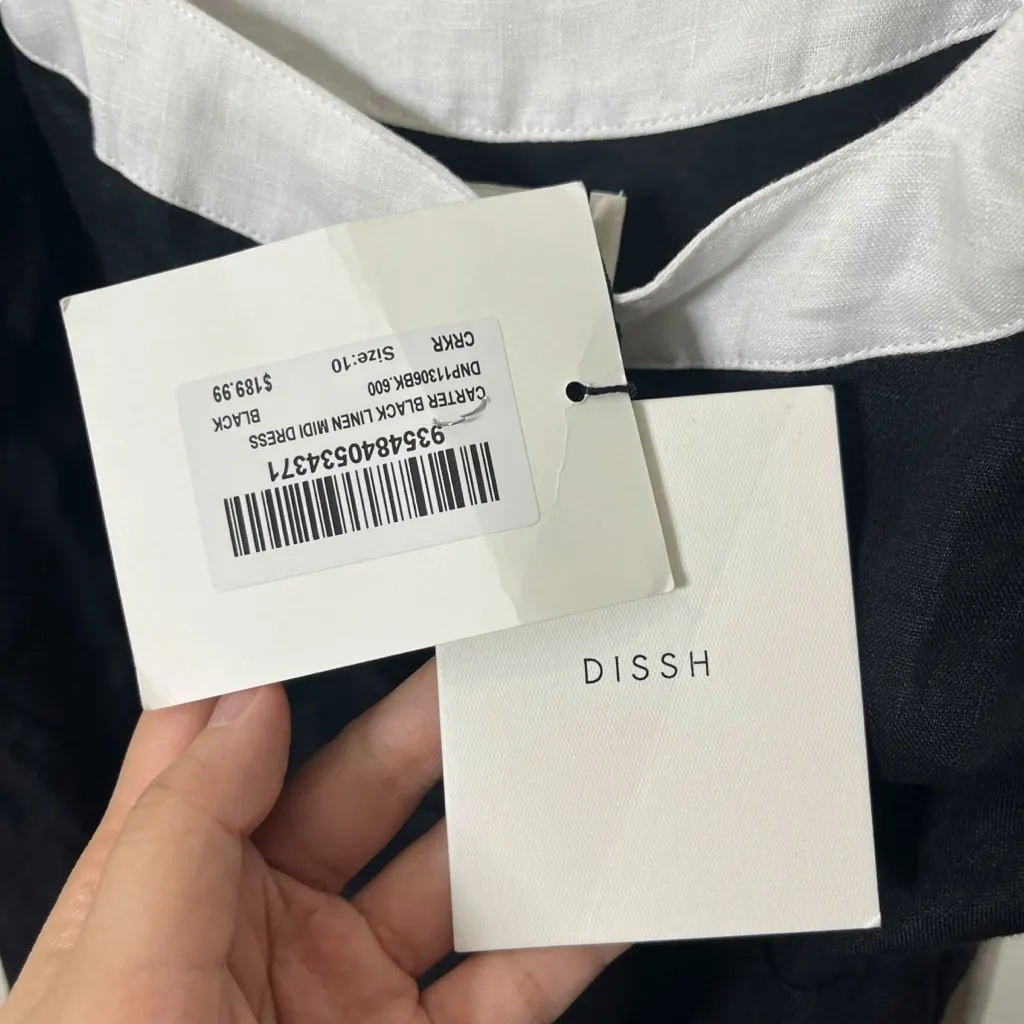 9354840534371
CARTER BLACK LINEN MIDI DRESS
DNP11306BK.600 BLACK
CRKR Size:10 $189.99
DISSH